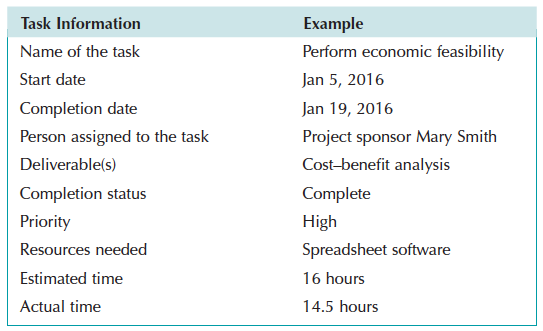 Task Information Example
Name of the task Perform economic feasibility
Start date Jan 5, 2016
Completion date Jan 19, 2016
Person assigned to the task Project sponsor Mary Smith
Deliverable(s) Cost–benefit analysis
Completion status Complete
Priority High
Resources needed Spreadsheet software
Estimated time 16 hours
Actual time 14.5 hours